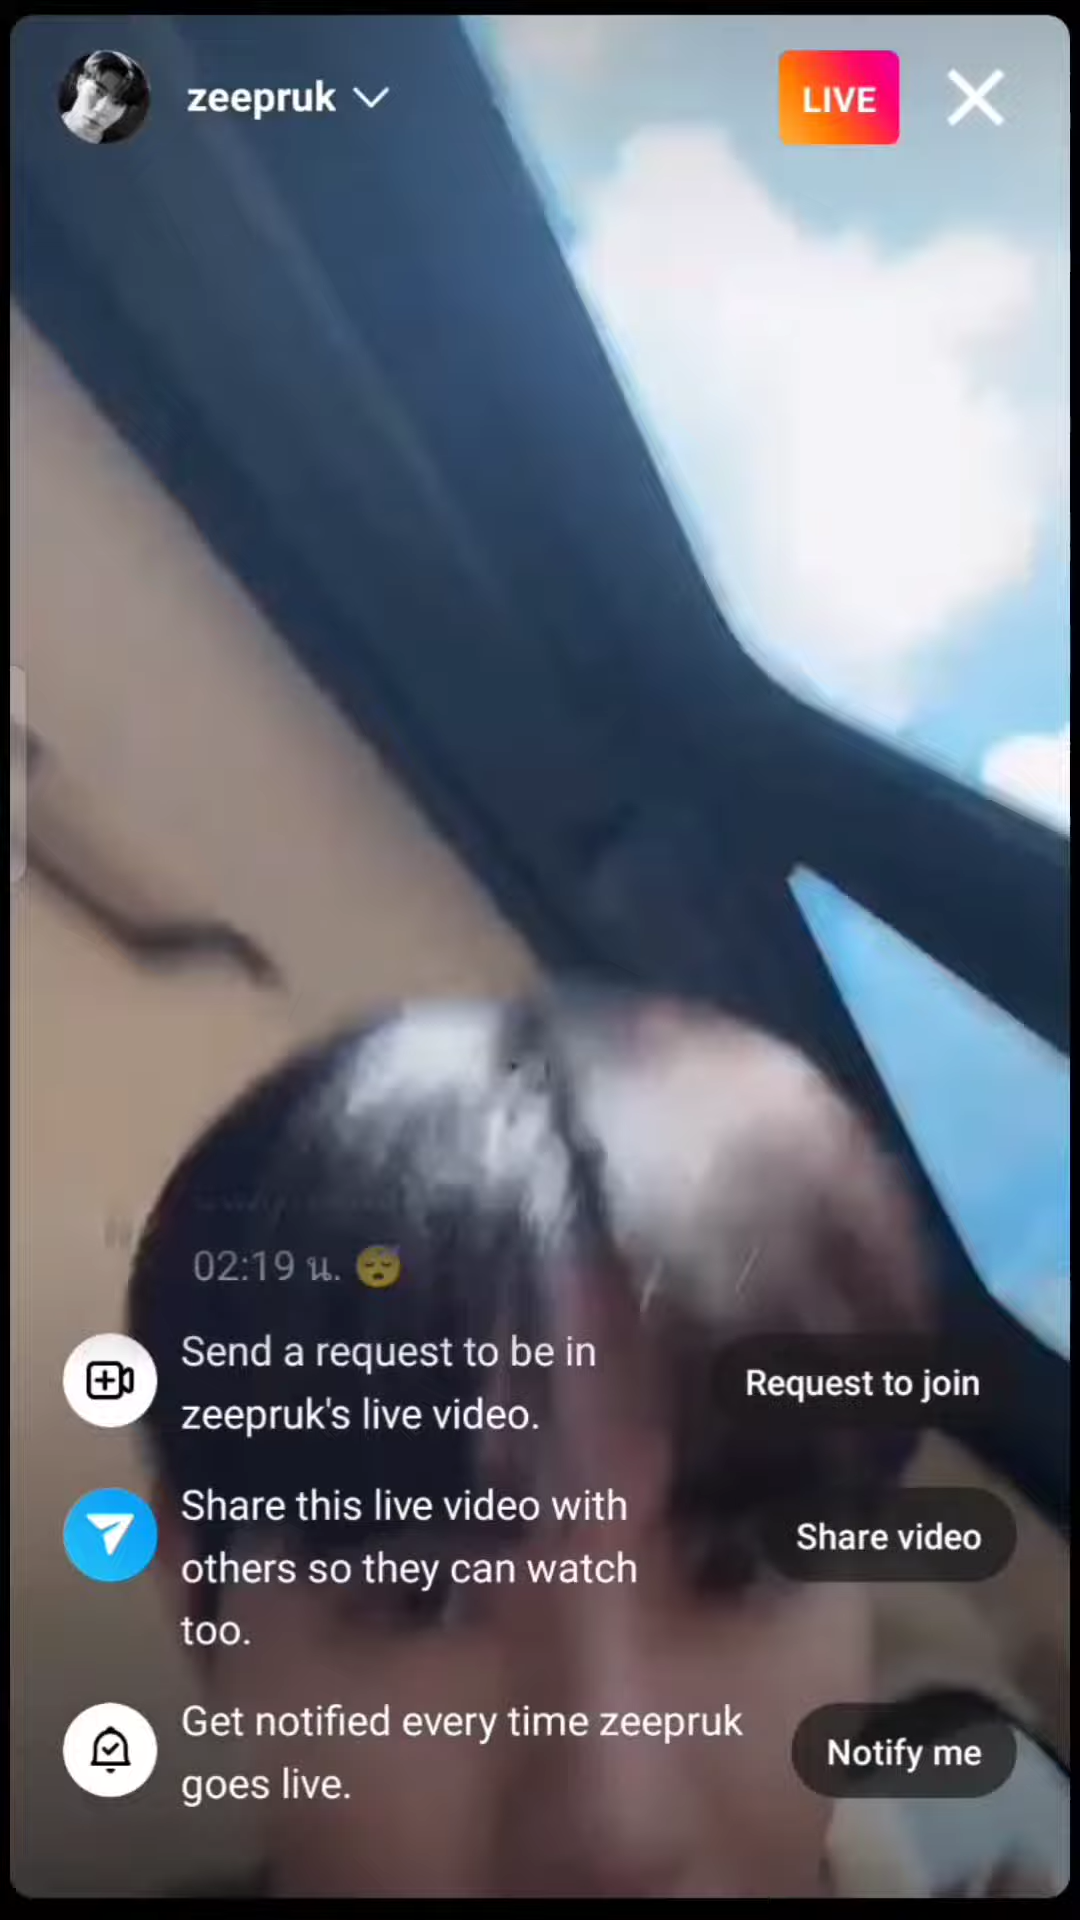 zeepruk
LIVE
02:19 น. 😴
Send a request to be in
zeepruk's live video.
Request to join
Share this live video with
others so they can watch
too.
Share video
Get notified every time zeepruk
goes live.
Notify me